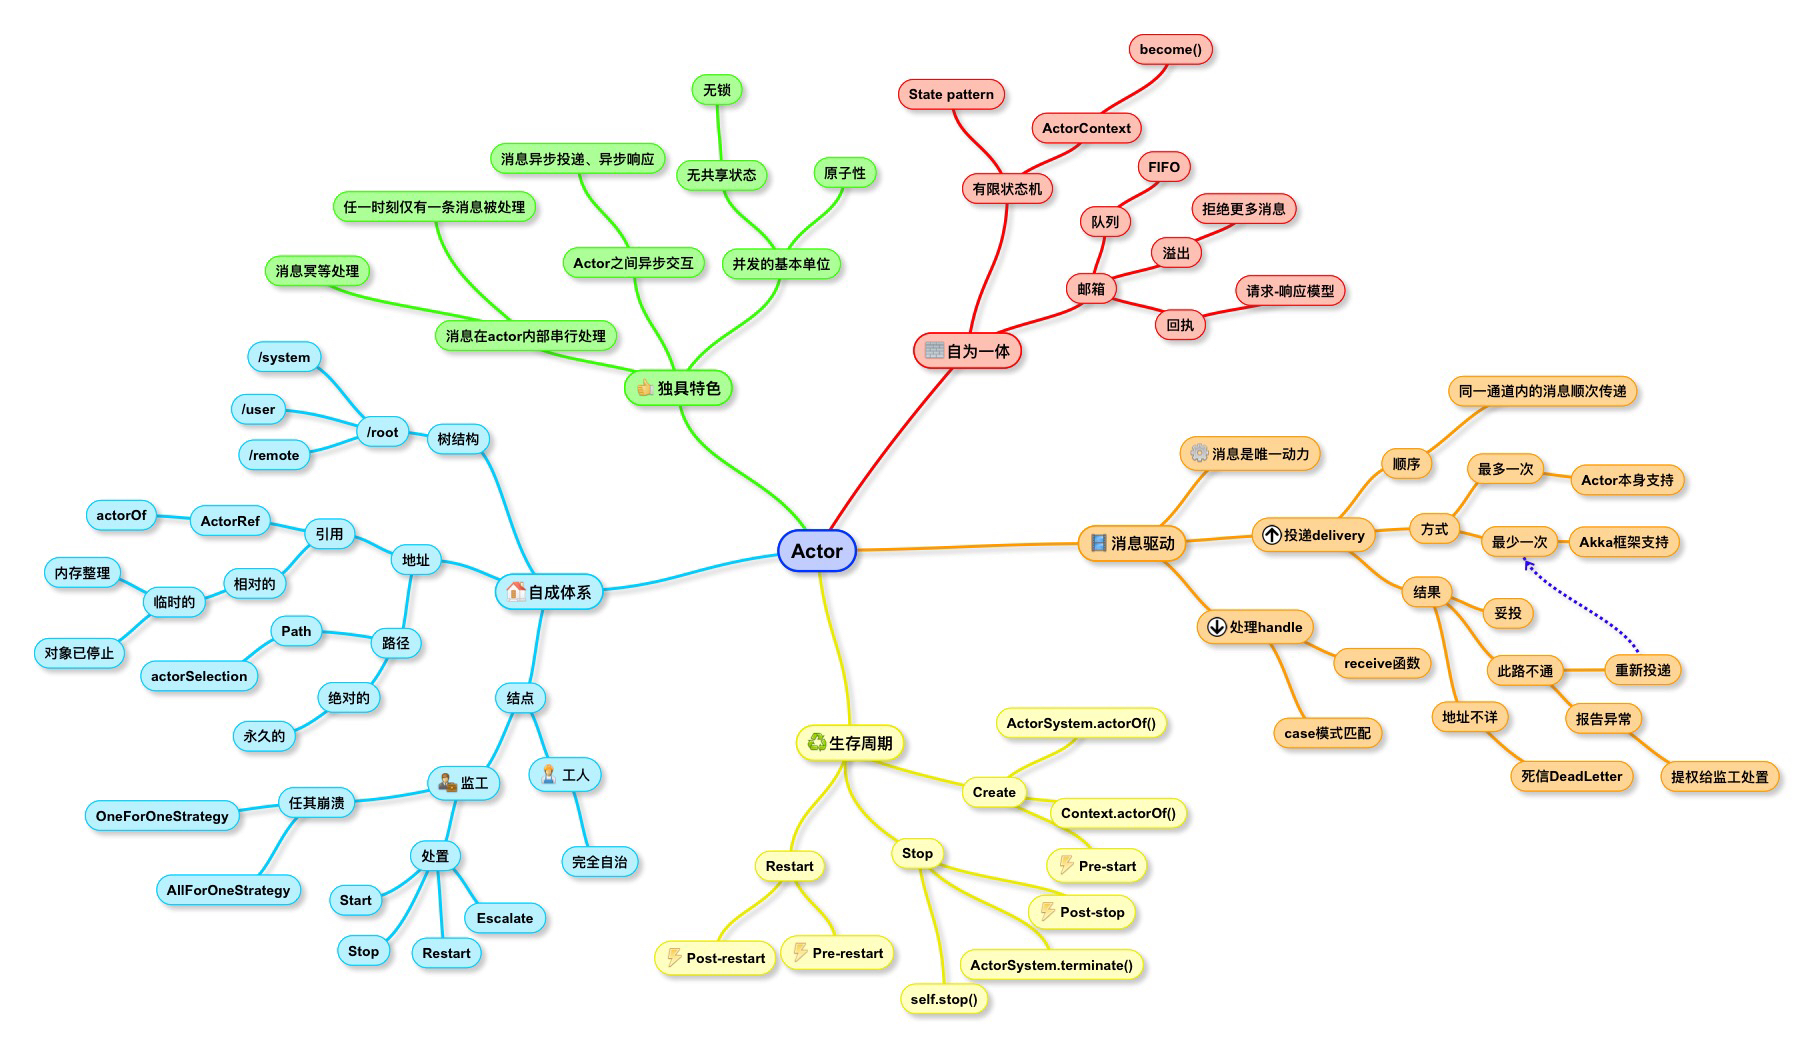 Actor
独具特色
消息在actor内部串行处理
消息冥等处理
任一时刻仅有一条消息被处理
Actor之间异步交互
消息异步投递、异步响应
并发的基本单位
无共享状态
无锁
原子性
自为一体
有限状态机
State pattern
ActorContext
become()
邮箱
队列
FIFO
溢出
拒绝更多消息
回执
请求-响应模型
消息驱动
消息是唯一动力
投递delivery
顺序
同一通道内的消息顺次传递
方式
最多一次
Actor本身支持
最少一次
Akka框架支持
结果
妥投
此路不通
重新投递
报告异常
提权给监工处置
地址不详
死信DeadLetter
处理handle
receive函数
case模式匹配
生存周期
Create
ActorSystem.actorOf()
Context.actorOf()
Pre-start
Stop
Post-stop
ActorSystem.terminate()
self.stop()
Restart
Pre-restart
Post-restart
自成体系
树结构
/root
/system
/user
/remote
地址
引用
ActorRef
actorOf
相对的
临时的
内存整理
对象已停止
路径
Path
actorSelection
绝对的
永久的
结点
监工
任其崩溃
OneForOneStrategy
AllForOneStrategy
处置
Start
Stop
Restart
Escalate
工人
完全自治